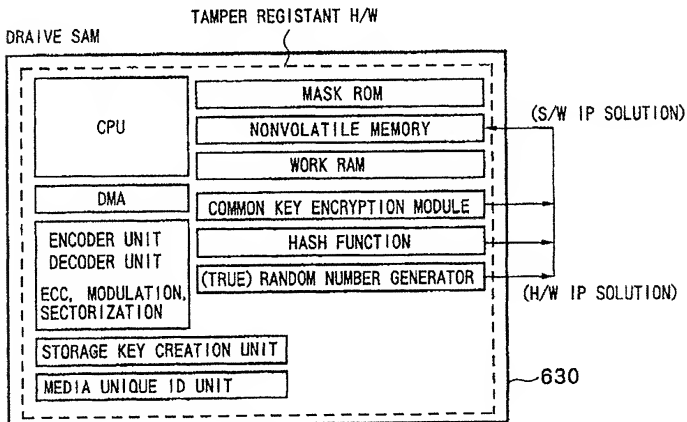 TAMPER REGISTANT H/W
DRAIVE SAM
CPU
MASK ROM
NONVOLATILE MEMORY
WORK RAM
(S/W IP SOLUTION)
DMA
COMMON KEY ENCRYPTION MODULE
ENCODER UNIT
DECODER UNIT
ECC, MODULATION,
SECTORIZATION
HASH FUNCTION
(TRUE) RANDOM NUMBER GENERATOR
(H/W IP SOLUTION)
STORAGE KEY CREATION UNIT
MEDIA UNIQUE ID UNIT
630